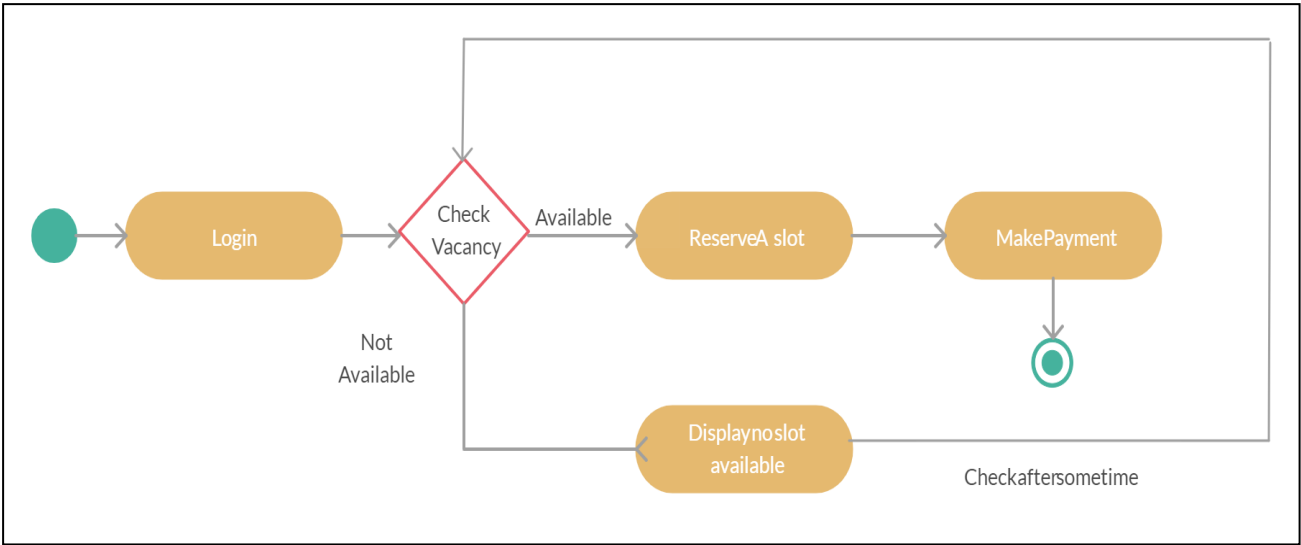 Login
Check
Vacancy
Available
ReserveA slot
MakePayment
Not
Available
Displaynoslot
available
Checkaftersometime